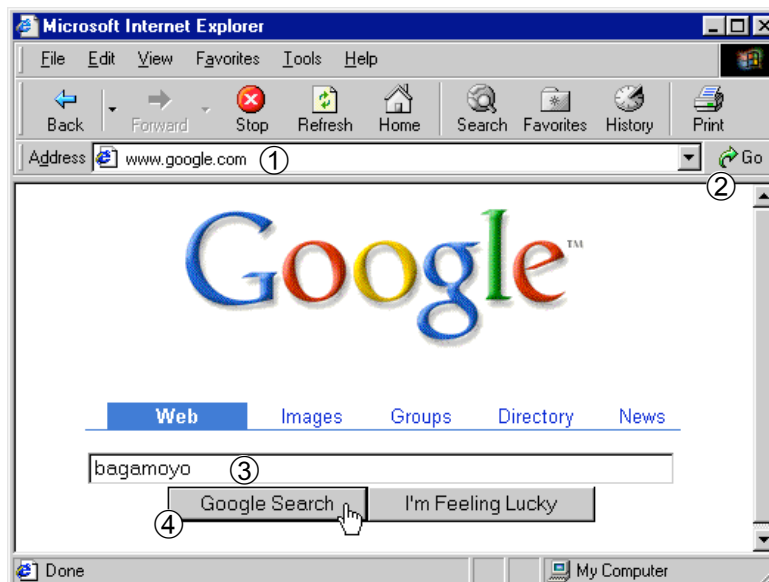 Microsoft Internet Explorer
File Edit View Favorites Tools Help
Back Forward Stop Refresh Home Search Favorites History Print
Address www.google.com ① Go
②
Google™
Web Images Groups Directory News
bagamoyo ③
Google Search I'm Feeling Lucky
④
Done My Computer